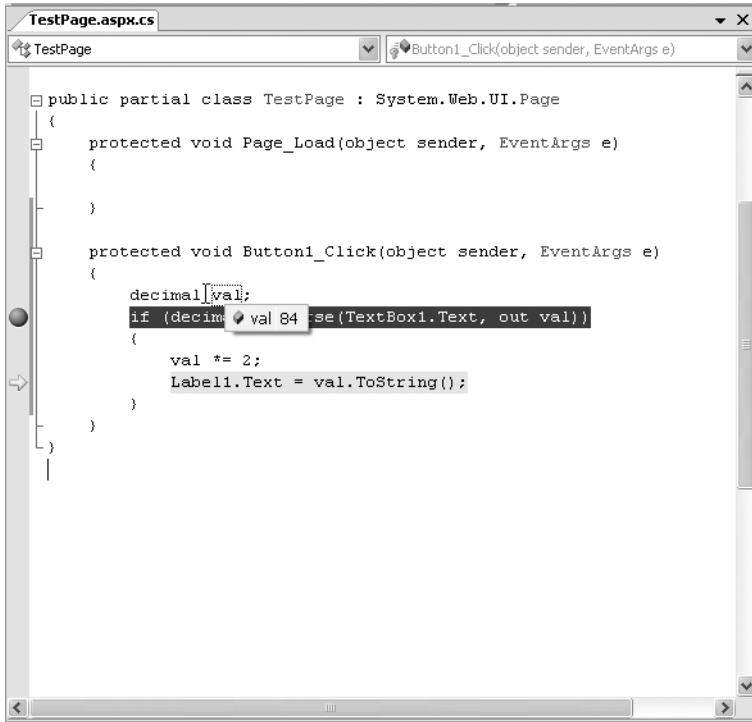 TestPage.aspx.cs
TestPage
Button1_Click(object sender, EventArgs e)
public partial class TestPage : System.Web.UI.Page
{
protected void Page_Load(object sender, EventArgs e)
{
}
protected void Button1_Click(object sender, EventArgs e)
{
decimal val;
if (decim val 84 rse(TextBox1.Text, out val))
{
val *= 2;
Label1.Text = val.ToString();
}
}
}